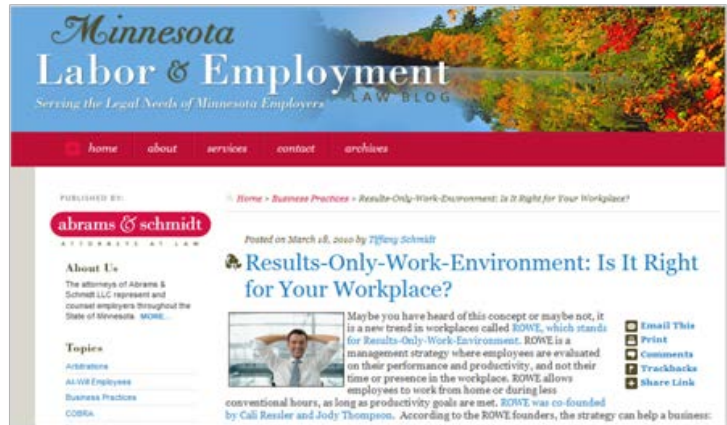 Minnesota
Labor & Employment
LAW BLOG
Serving the Legal Needs of Minnesota Employers
home about services contact archives
PUBLISHED BY:
abrams & schmidt
ATTORNEYS AT LAW
About Us
The attorneys of Abrams &
Schmidt LLC represent and
counsel employers throughout the
State of Minnesota. MORE...
Topics
Arbitrations
At-Will Employees
Business Practices
COBRA
Home > Business Practices > Results-Only-Work-Environment: Is It Right for Your Workplace?
Posted on March 18, 2010 by Tiffany Schmidt
Results-Only-Work-Environment: Is It Right
for Your Workplace?
Maybe you have heard of this concept or maybe not, it
is a new trend in workplaces called ROWE, which stands
for Results-Only-Work-Environment. ROWE is a
management strategy where employees are evaluated
on their performance and productivity, and not their
time or presence in the workplace. ROWE allows
employees to work from home or during less
conventional hours, as long as productivity goals are met. ROWE was co-founded
by Cali Ressler and Jody Thompson. According to the ROWE founders, the strategy can help a business:
Email This
Print
Comments
Trackbacks
Share Link